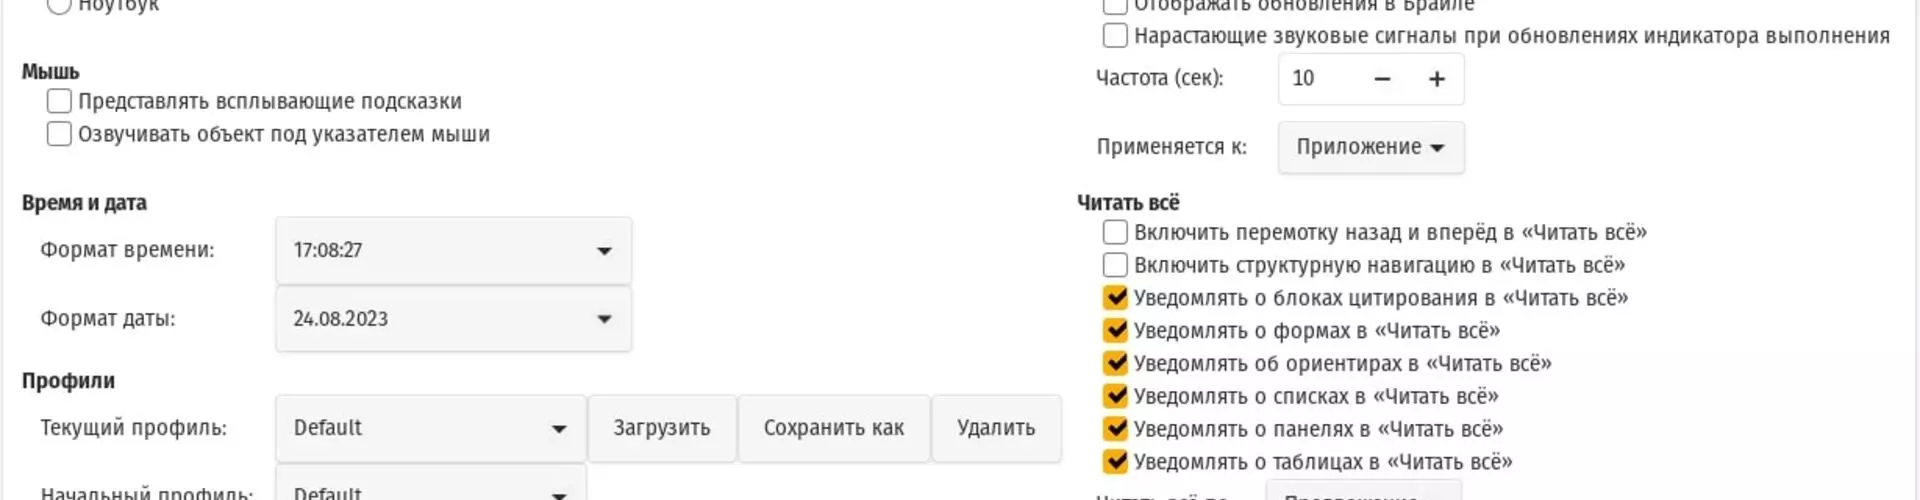 Ноутбук
Мышь
Представлять всплывающие подсказки
Озвучивать объект под указателем мыши
Время и дата
Формат времени: 17:08:27
Формат даты: 24.08.2023
Профили
Текущий профиль: Default Загрузить Сохранить как Удалить
Начальный профиль: Default
Отображать обновления в Брайле
Нарастающие звуковые сигналы при обновлениях индикатора выполнения
Частота (сек): 10 − +
Применяется к: Приложение
Читать всё
Включить перемотку назад и вперёд в «Читать всё»
Включить структурную навигацию в «Читать всё»
Уведомлять о блоках цитирования в «Читать всё»
Уведомлять о формах в «Читать всё»
Уведомлять об ориентирах в «Читать всё»
Уведомлять о списках в «Читать всё»
Уведомлять о панелях в «Читать всё»
Уведомлять о таблицах в «Читать всё»